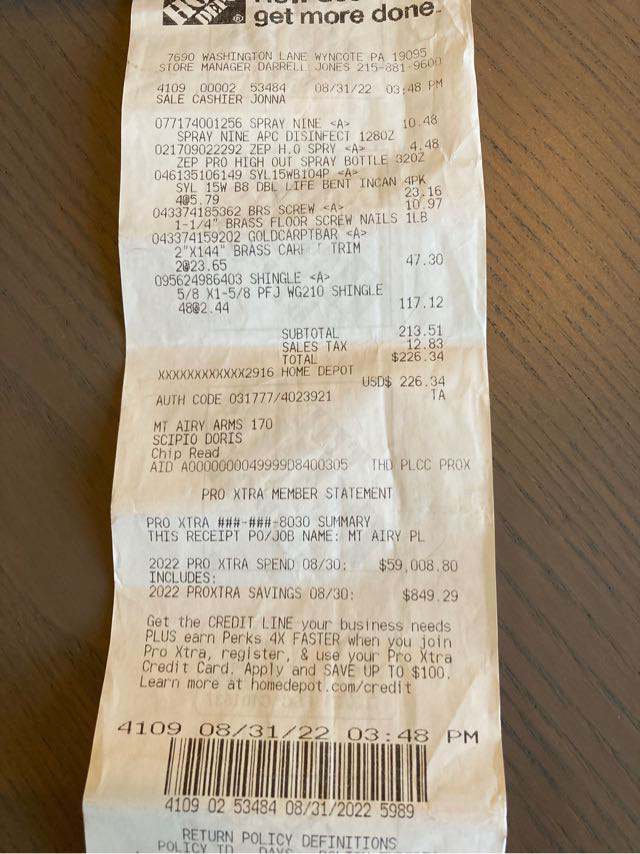 THE HOME DEPOT
get more done.
7690 WASHINGTON LANE WYNCOTE PA 19095
STORE MANAGER DARRELL JONES 215-881-9600
4109 00002 53484 08/31/22 03:48 PM
SALE CASHIER JONNA
077174001256 SPRAY NINE <A> 10.48
SPRAY NINE APC DISINFECT 128OZ
021709022292 ZEP H.O SPRY <A> 4.48
ZEP PRO HIGH OUT SPRAY BOTTLE 32OZ
046135106149 SYL15WB104P <A>
SYL 15W B8 DBL LIFE BENT INCAN 4PK
4@5.79 23.16
043374185362 BRS SCREW <A> 10.97
1-1/4" BRASS FLOOR SCREW NAILS 1LB
043374159202 GOLDCARPTBAR <A>
2"X144" BRASS CARPET TRIM
2@23.65 47.30
095624986403 SHINGLE <A>
5/8 X1-5/8 PFJ WG210 SHINGLE
48@2.44 117.12
SUBTOTAL 213.51
SALES TAX 12.83
TOTAL $226.34
XXXXXXXXXXXX2916 HOME DEPOT
USD$ 226.34
AUTH CODE 031777/4023921 TA
MT AIRY ARMS 170
SCIPIO DORIS
Chip Read
AID A0000000049999D8400305 THD PLCC PROX
PRO XTRA MEMBER STATEMENT
PRO XTRA ###-###-8030 SUMMARY
THIS RECEIPT PO/JOB NAME: MT AIRY PL
2022 PRO XTRA SPEND 08/30: $59,008.80
INCLUDES:
2022 PROXTRA SAVINGS 08/30: $849.29
Get the CREDIT LINE your business needs
PLUS earn Perks 4X FASTER when you join
Pro Xtra, register, & use your Pro Xtra
Credit Card. Apply and SAVE UP TO $100.
Learn more at homedepot.com/credit
4109 08/31/22 03:48 PM
4109 02 53484 08/31/2022 5989
RETURN POLICY DEFINITIONS
POLICY ID DAYS